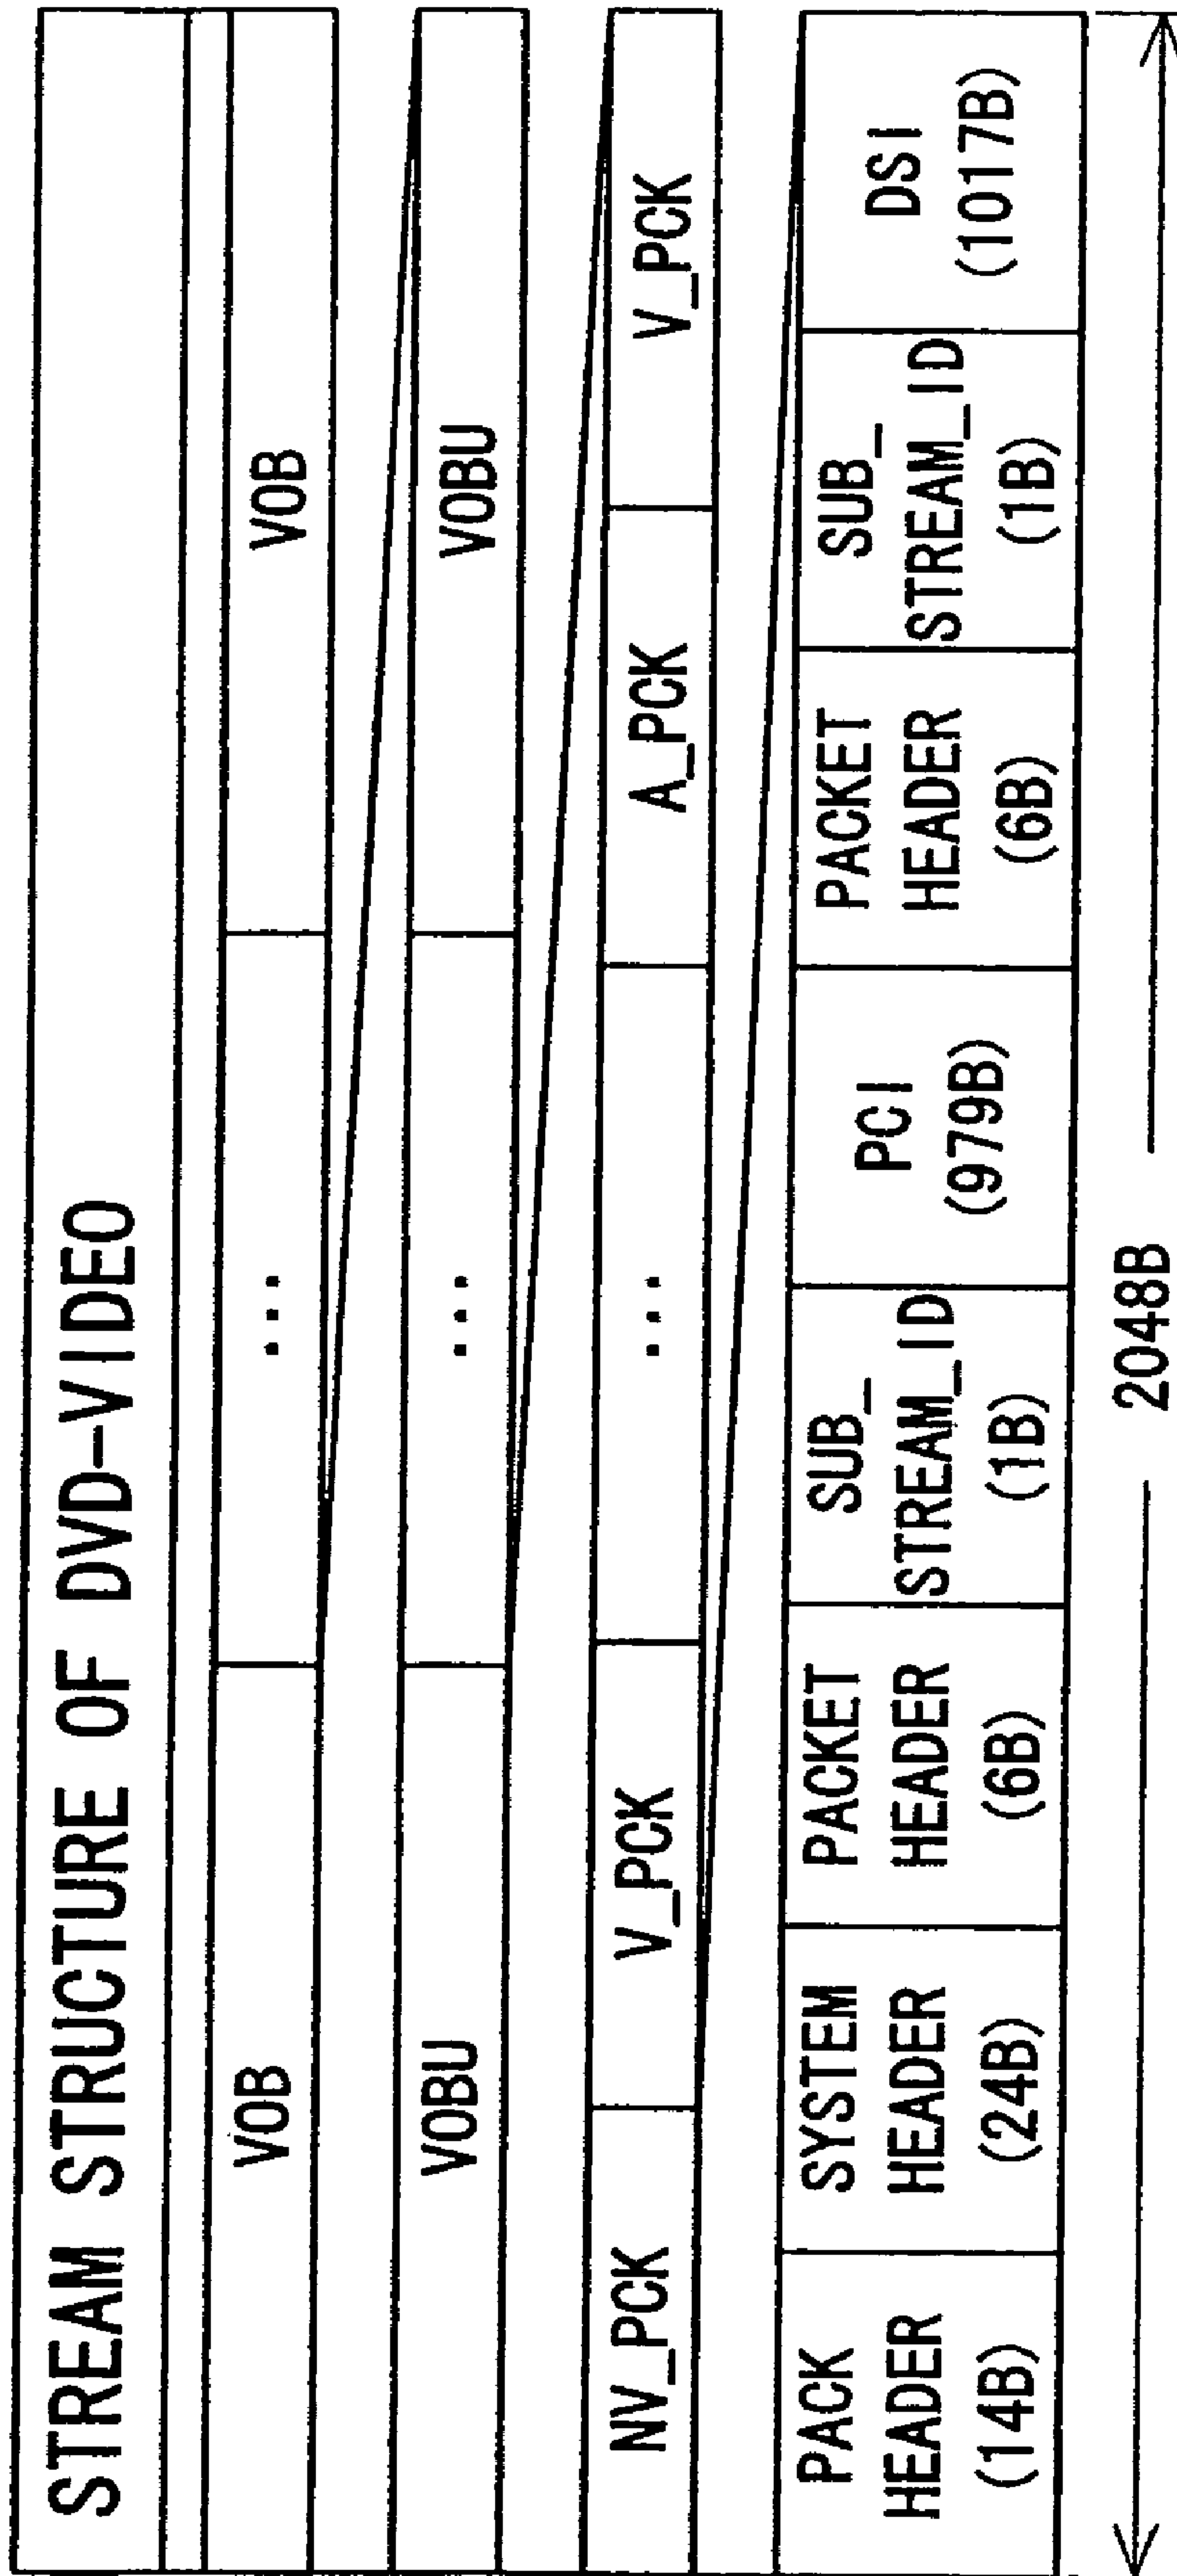 STREAM STRUCTURE OF DVD-VIDEO
VOB ... VOB
VOBU ... VOBU
NV_PCK V_PCK ... A_PCK V_PCK
PACK
HEADER
(14B)
SYSTEM
HEADER
(24B)
PACKET
HEADER
(6B)
SUB_
STREAM_ID
(1B)
PCI
(979B)
PACKET
HEADER
(6B)
SUB_
STREAM_ID
(1B)
DSI
(1017B)
2048B